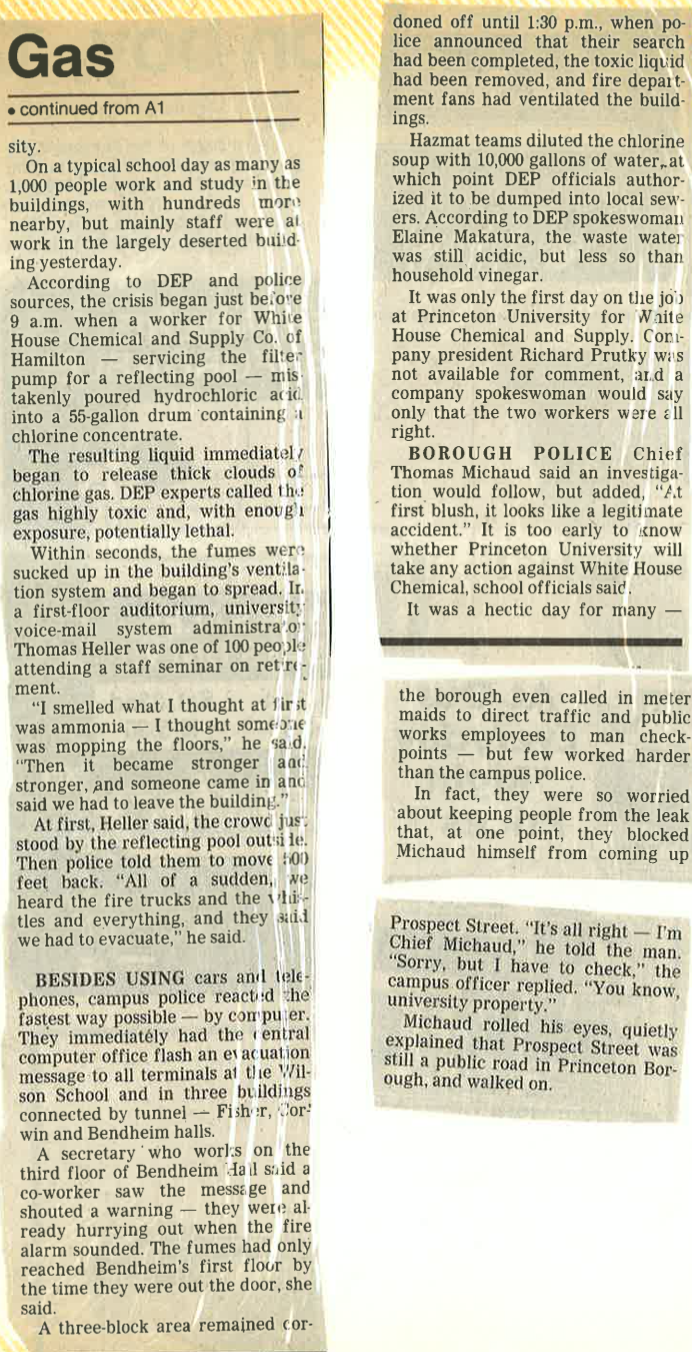 Gas
• continued from A1
sity.
On a typical school day as many as
1,000 people work and study in the
buildings, with hundreds more
nearby, but mainly staff were at
work in the largely deserted build-
ing yesterday.
According to DEP and police
sources, the crisis began just before
9 a.m. when a worker for White
House Chemical and Supply Co. of
Hamilton — servicing the filter
pump for a reflecting pool — mis-
takenly poured hydrochloric acid
into a 55-gallon drum containing a
chlorine concentrate.
The resulting liquid immediately
began to release thick clouds of
chlorine gas. DEP experts called the
gas highly toxic and, with enough
exposure, potentially lethal.
Within seconds, the fumes were
sucked up in the building's ventila-
tion system and began to spread. In
a first-floor auditorium, university
voice-mail system administrator
Thomas Heller was one of 100 people
attending a staff seminar on retire-
ment.
"I smelled what I thought at first
was ammonia — I thought someone
was mopping the floors," he said.
"Then it became stronger and
stronger, and someone came in and
said we had to leave the building."
At first, Heller said, the crowd just
stood by the reflecting pool outside.
Then police told them to move 500
feet back. "All of a sudden, we
heard the fire trucks and the whis-
tles and everything, and they said
we had to evacuate," he said.
BESIDES USING cars and tele-
phones, campus police reacted the
fastest way possible — by computer.
They immediately had the central
computer office flash an evacuation
message to all terminals at the Wil-
son School and in three buildings
connected by tunnel — Fisher, Cor-
win and Bendheim halls.
A secretary who works on the
third floor of Bendheim Hall said a
co-worker saw the message and
shouted a warning — they were al-
ready hurrying out when the fire
alarm sounded. The fumes had only
reached Bendheim's first floor by
the time they were out the door, she
said.
A three-block area remained cor-
doned off until 1:30 p.m., when po-
lice announced that their search
had been completed, the toxic liquid
had been removed, and fire depart-
ment fans had ventilated the build-
ings.
Hazmat teams diluted the chlorine
soup with 10,000 gallons of water, at
which point DEP officials author-
ized it to be dumped into local sew-
ers. According to DEP spokeswoman
Elaine Makatura, the waste water
was still acidic, but less so than
household vinegar.
It was only the first day on the job
at Princeton University for White
House Chemical and Supply. Com-
pany president Richard Prutky was
not available for comment, and a
company spokeswoman would say
only that the two workers were all
right.
BOROUGH POLICE Chief
Thomas Michaud said an investiga-
tion would follow, but added, "At
first blush, it looks like a legitimate
accident." It is too early to know
whether Princeton University will
take any action against White House
Chemical, school officials said.
It was a hectic day for many —
the borough even called in meter
maids to direct traffic and public
works employees to man check-
points — but few worked harder
than the campus police.
In fact, they were so worried
about keeping people from the leak
that, at one point, they blocked
Michaud himself from coming up
Prospect Street. "It's all right — I'm
Chief Michaud," he told the man.
"Sorry, but I have to check," the
campus officer replied. "You know,
university property."
Michaud rolled his eyes, quietly
explained that Prospect Street was
still a public road in Princeton Bor-
ough, and walked on.